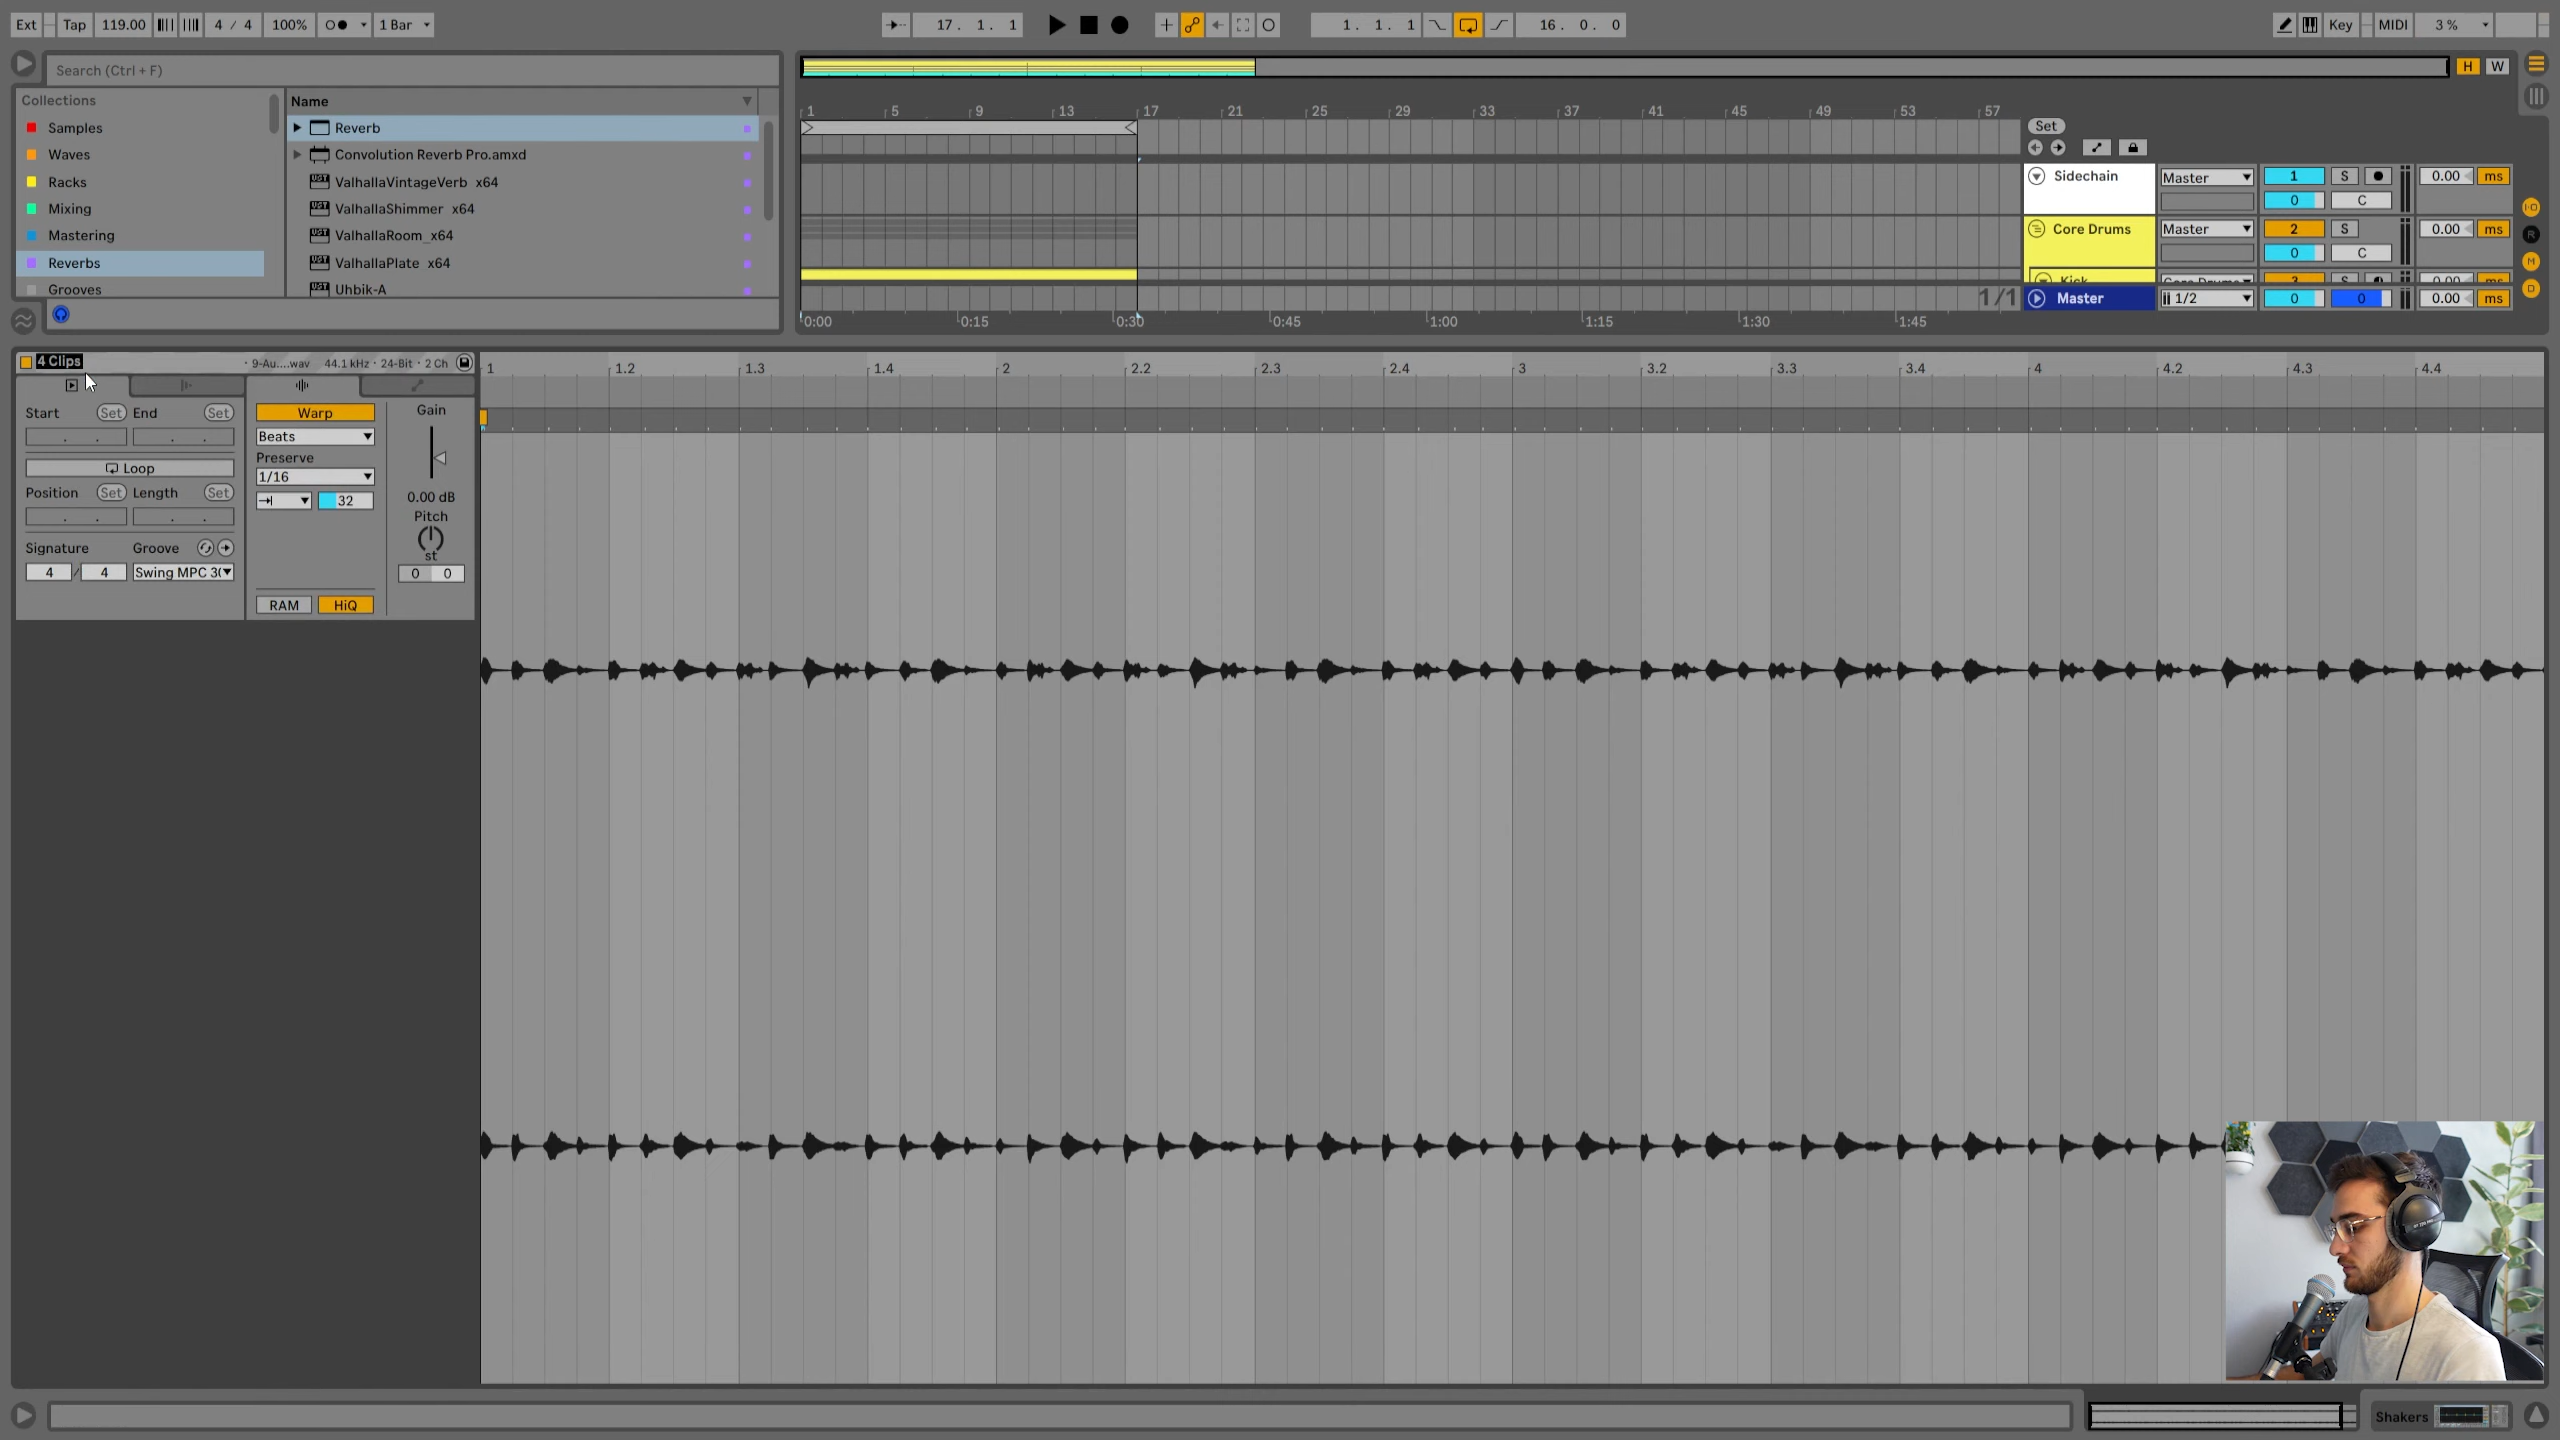 Ext Tap 119.00 4 / 4 100% 1 Bar 17. 1. 1 1. 1. 1 16. 0. 0 Key MIDI 3 %
Search (Ctrl + F)
H W
Collections
Name
Samples
Waves
Racks
Mixing
Mastering
Reverbs
Grooves
Reverb
Convolution Reverb Pro.amxd
ValhallaVintageVerb_x64
ValhallaShimmer_x64
ValhallaRoom_x64
ValhallaPlate_x64
Uhbik-A
1 5 9 13 17 21 25 29 33 37 41 45 49 53 57
Set
Sidechain Master 1 S 0.00 ms
0 C
Core Drums Master 2 S 0.00 ms
0 C
Kick Core Drums 3 S 0.00 ms
1/1 Master 1/2 0 0 0.00 ms
0:00 0:15 0:30 0:45 1:00 1:15 1:30 1:45
4 Clips
9-Au....wav 44.1 kHz · 24-Bit · 2 Ch
1 1.2 1.3 1.4 2 2.2 2.3 2.4 3 3.2 3.3 3.4 4 4.2 4.3 4.4
Start Set End Set
Loop
Position Set Length Set
Signature Groove
4 / 4 Swing MPC 3(
Warp
Beats
Preserve
1/16
32
RAM HiQ
Gain
0.00 dB
Pitch
st
0 0
Shakers